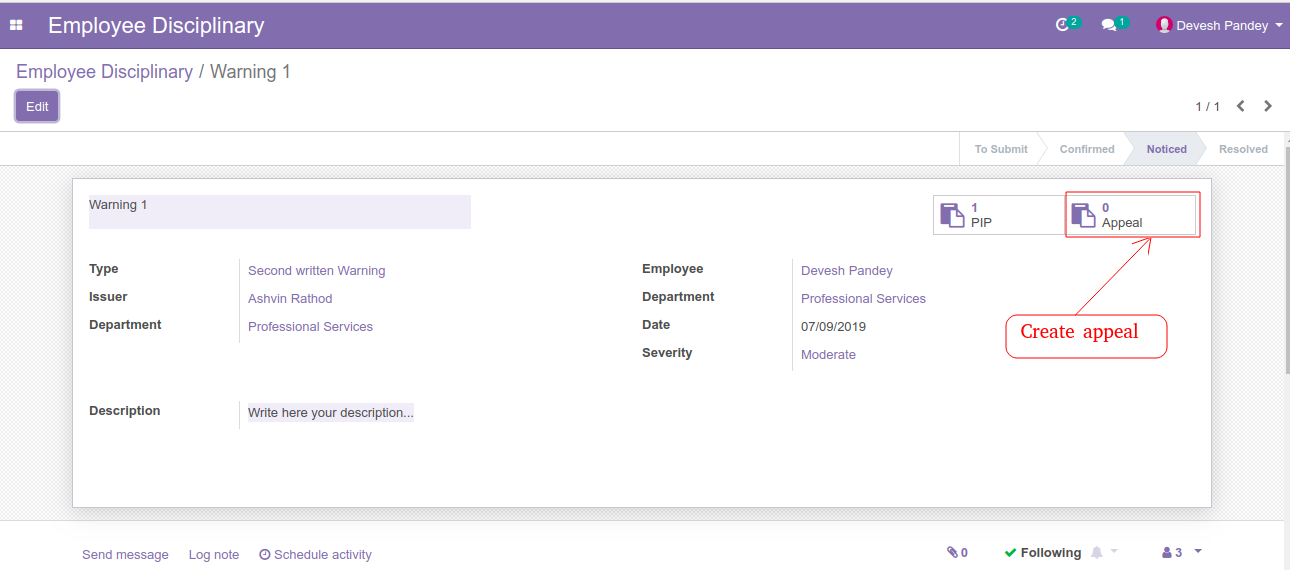 Employee Disciplinary
2
1
Devesh Pandey
Employee Disciplinary / Warning 1
Edit
1 / 1
To Submit
Confirmed
Noticed
Resolved
Warning 1
1
PIP
0
Appeal
Type
Second written Warning
Employee
Devesh Pandey
Issuer
Ashvin Rathod
Department
Professional Services
Department
Professional Services
Date
07/09/2019
Severity
Moderate
Create appeal
Description
Write here your description...
Send message
Log note
Schedule activity
0
Following
3